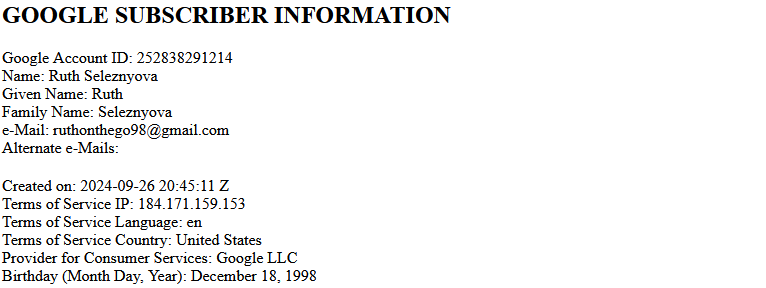 GOOGLE SUBSCRIBER INFORMATION
Google Account ID: 252838291214
Name: Ruth Seleznyova
Given Name: Ruth
Family Name: Seleznyova
e-Mail: ruthonthego98@gmail.com
Alternate e-Mails:
Created on: 2024-09-26 20:45:11 Z
Terms of Service IP: 184.171.159.153
Terms of Service Language: en
Terms of Service Country: United States
Provider for Consumer Services: Google LLC
Birthday (Month Day, Year): December 18, 1998